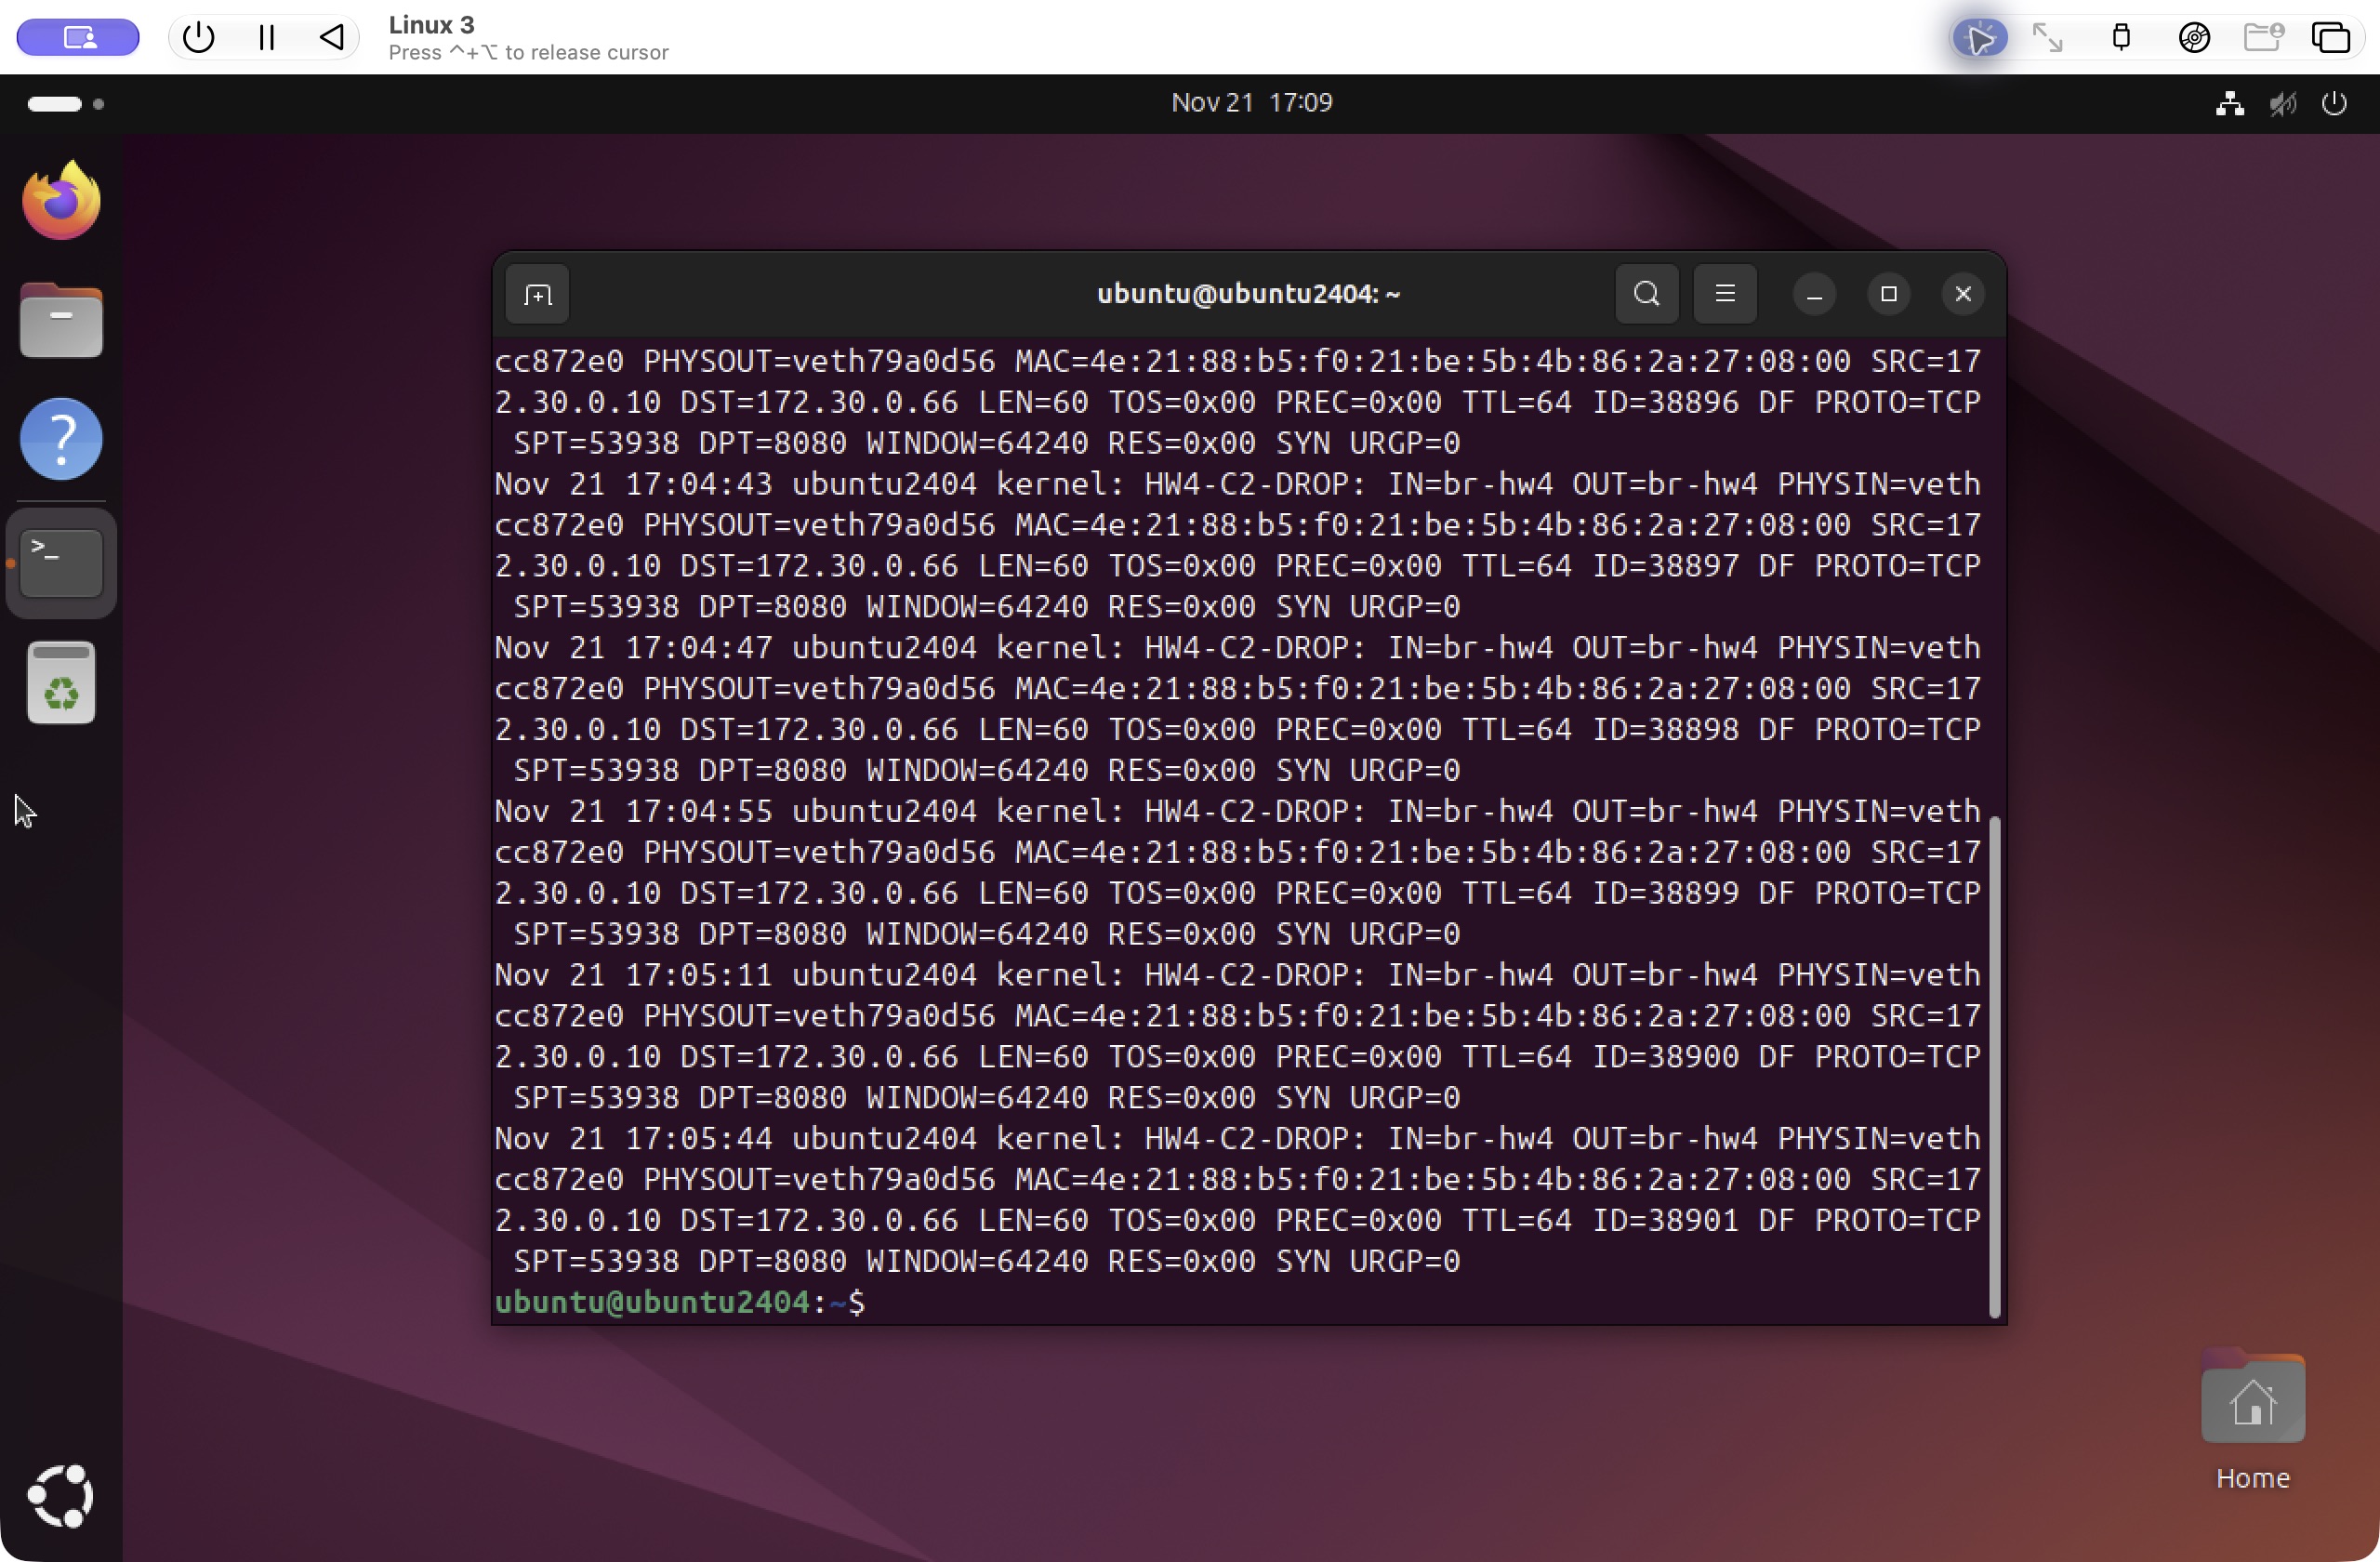 Linux 3
Press ^+⌥ to release cursor
Nov 21 17:09
ubuntu@ubuntu2404: ~
cc872e0 PHYSOUT=veth79a0d56 MAC=4e:21:88:b5:f0:21:be:5b:4b:86:2a:27:08:00 SRC=17
2.30.0.10 DST=172.30.0.66 LEN=60 TOS=0x00 PREC=0x00 TTL=64 ID=38896 DF PROTO=TCP
 SPT=53938 DPT=8080 WINDOW=64240 RES=0x00 SYN URGP=0
Nov 21 17:04:43 ubuntu2404 kernel: HW4-C2-DROP: IN=br-hw4 OUT=br-hw4 PHYSIN=veth
cc872e0 PHYSOUT=veth79a0d56 MAC=4e:21:88:b5:f0:21:be:5b:4b:86:2a:27:08:00 SRC=17
2.30.0.10 DST=172.30.0.66 LEN=60 TOS=0x00 PREC=0x00 TTL=64 ID=38897 DF PROTO=TCP
 SPT=53938 DPT=8080 WINDOW=64240 RES=0x00 SYN URGP=0
Nov 21 17:04:47 ubuntu2404 kernel: HW4-C2-DROP: IN=br-hw4 OUT=br-hw4 PHYSIN=veth
cc872e0 PHYSOUT=veth79a0d56 MAC=4e:21:88:b5:f0:21:be:5b:4b:86:2a:27:08:00 SRC=17
2.30.0.10 DST=172.30.0.66 LEN=60 TOS=0x00 PREC=0x00 TTL=64 ID=38898 DF PROTO=TCP
 SPT=53938 DPT=8080 WINDOW=64240 RES=0x00 SYN URGP=0
Nov 21 17:04:55 ubuntu2404 kernel: HW4-C2-DROP: IN=br-hw4 OUT=br-hw4 PHYSIN=veth
cc872e0 PHYSOUT=veth79a0d56 MAC=4e:21:88:b5:f0:21:be:5b:4b:86:2a:27:08:00 SRC=17
2.30.0.10 DST=172.30.0.66 LEN=60 TOS=0x00 PREC=0x00 TTL=64 ID=38899 DF PROTO=TCP
 SPT=53938 DPT=8080 WINDOW=64240 RES=0x00 SYN URGP=0
Nov 21 17:05:11 ubuntu2404 kernel: HW4-C2-DROP: IN=br-hw4 OUT=br-hw4 PHYSIN=veth
cc872e0 PHYSOUT=veth79a0d56 MAC=4e:21:88:b5:f0:21:be:5b:4b:86:2a:27:08:00 SRC=17
2.30.0.10 DST=172.30.0.66 LEN=60 TOS=0x00 PREC=0x00 TTL=64 ID=38900 DF PROTO=TCP
 SPT=53938 DPT=8080 WINDOW=64240 RES=0x00 SYN URGP=0
Nov 21 17:05:44 ubuntu2404 kernel: HW4-C2-DROP: IN=br-hw4 OUT=br-hw4 PHYSIN=veth
cc872e0 PHYSOUT=veth79a0d56 MAC=4e:21:88:b5:f0:21:be:5b:4b:86:2a:27:08:00 SRC=17
2.30.0.10 DST=172.30.0.66 LEN=60 TOS=0x00 PREC=0x00 TTL=64 ID=38901 DF PROTO=TCP
 SPT=53938 DPT=8080 WINDOW=64240 RES=0x00 SYN URGP=0
ubuntu@ubuntu2404:~$
Home